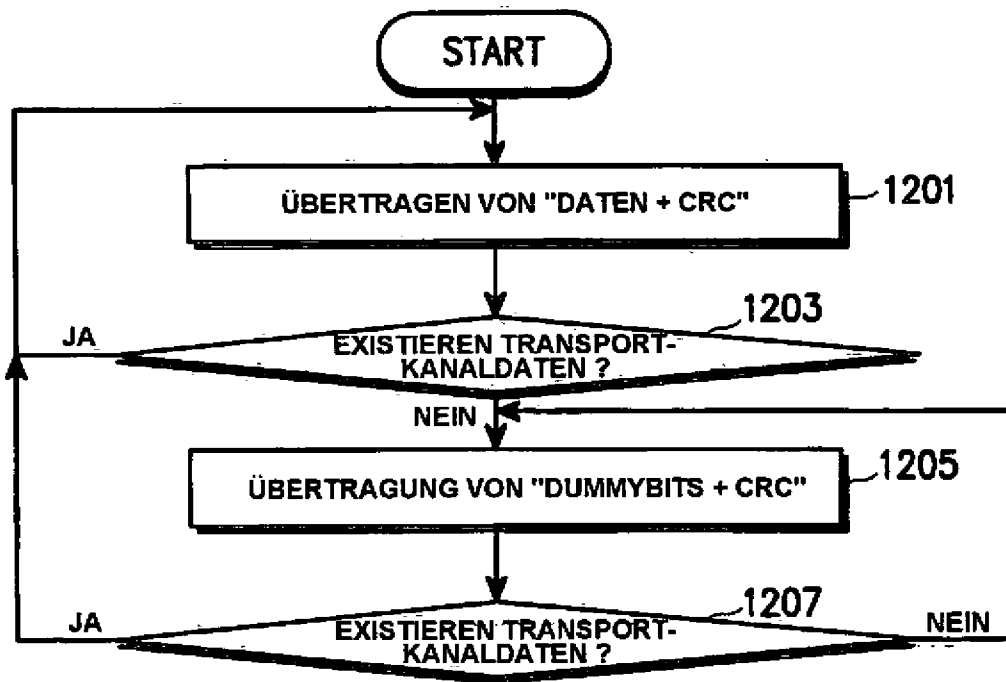 START
ÜBERTRAGEN VON "DATEN + CRC"
1201
1203
JA
EXISTIEREN TRANSPORT-
KANALDATEN ?
NEIN
ÜBERTRAGUNG VON "DUMMYBITS + CRC"
1205
1207
JA
EXISTIEREN TRANSPORT-
KANALDATEN ?
NEIN